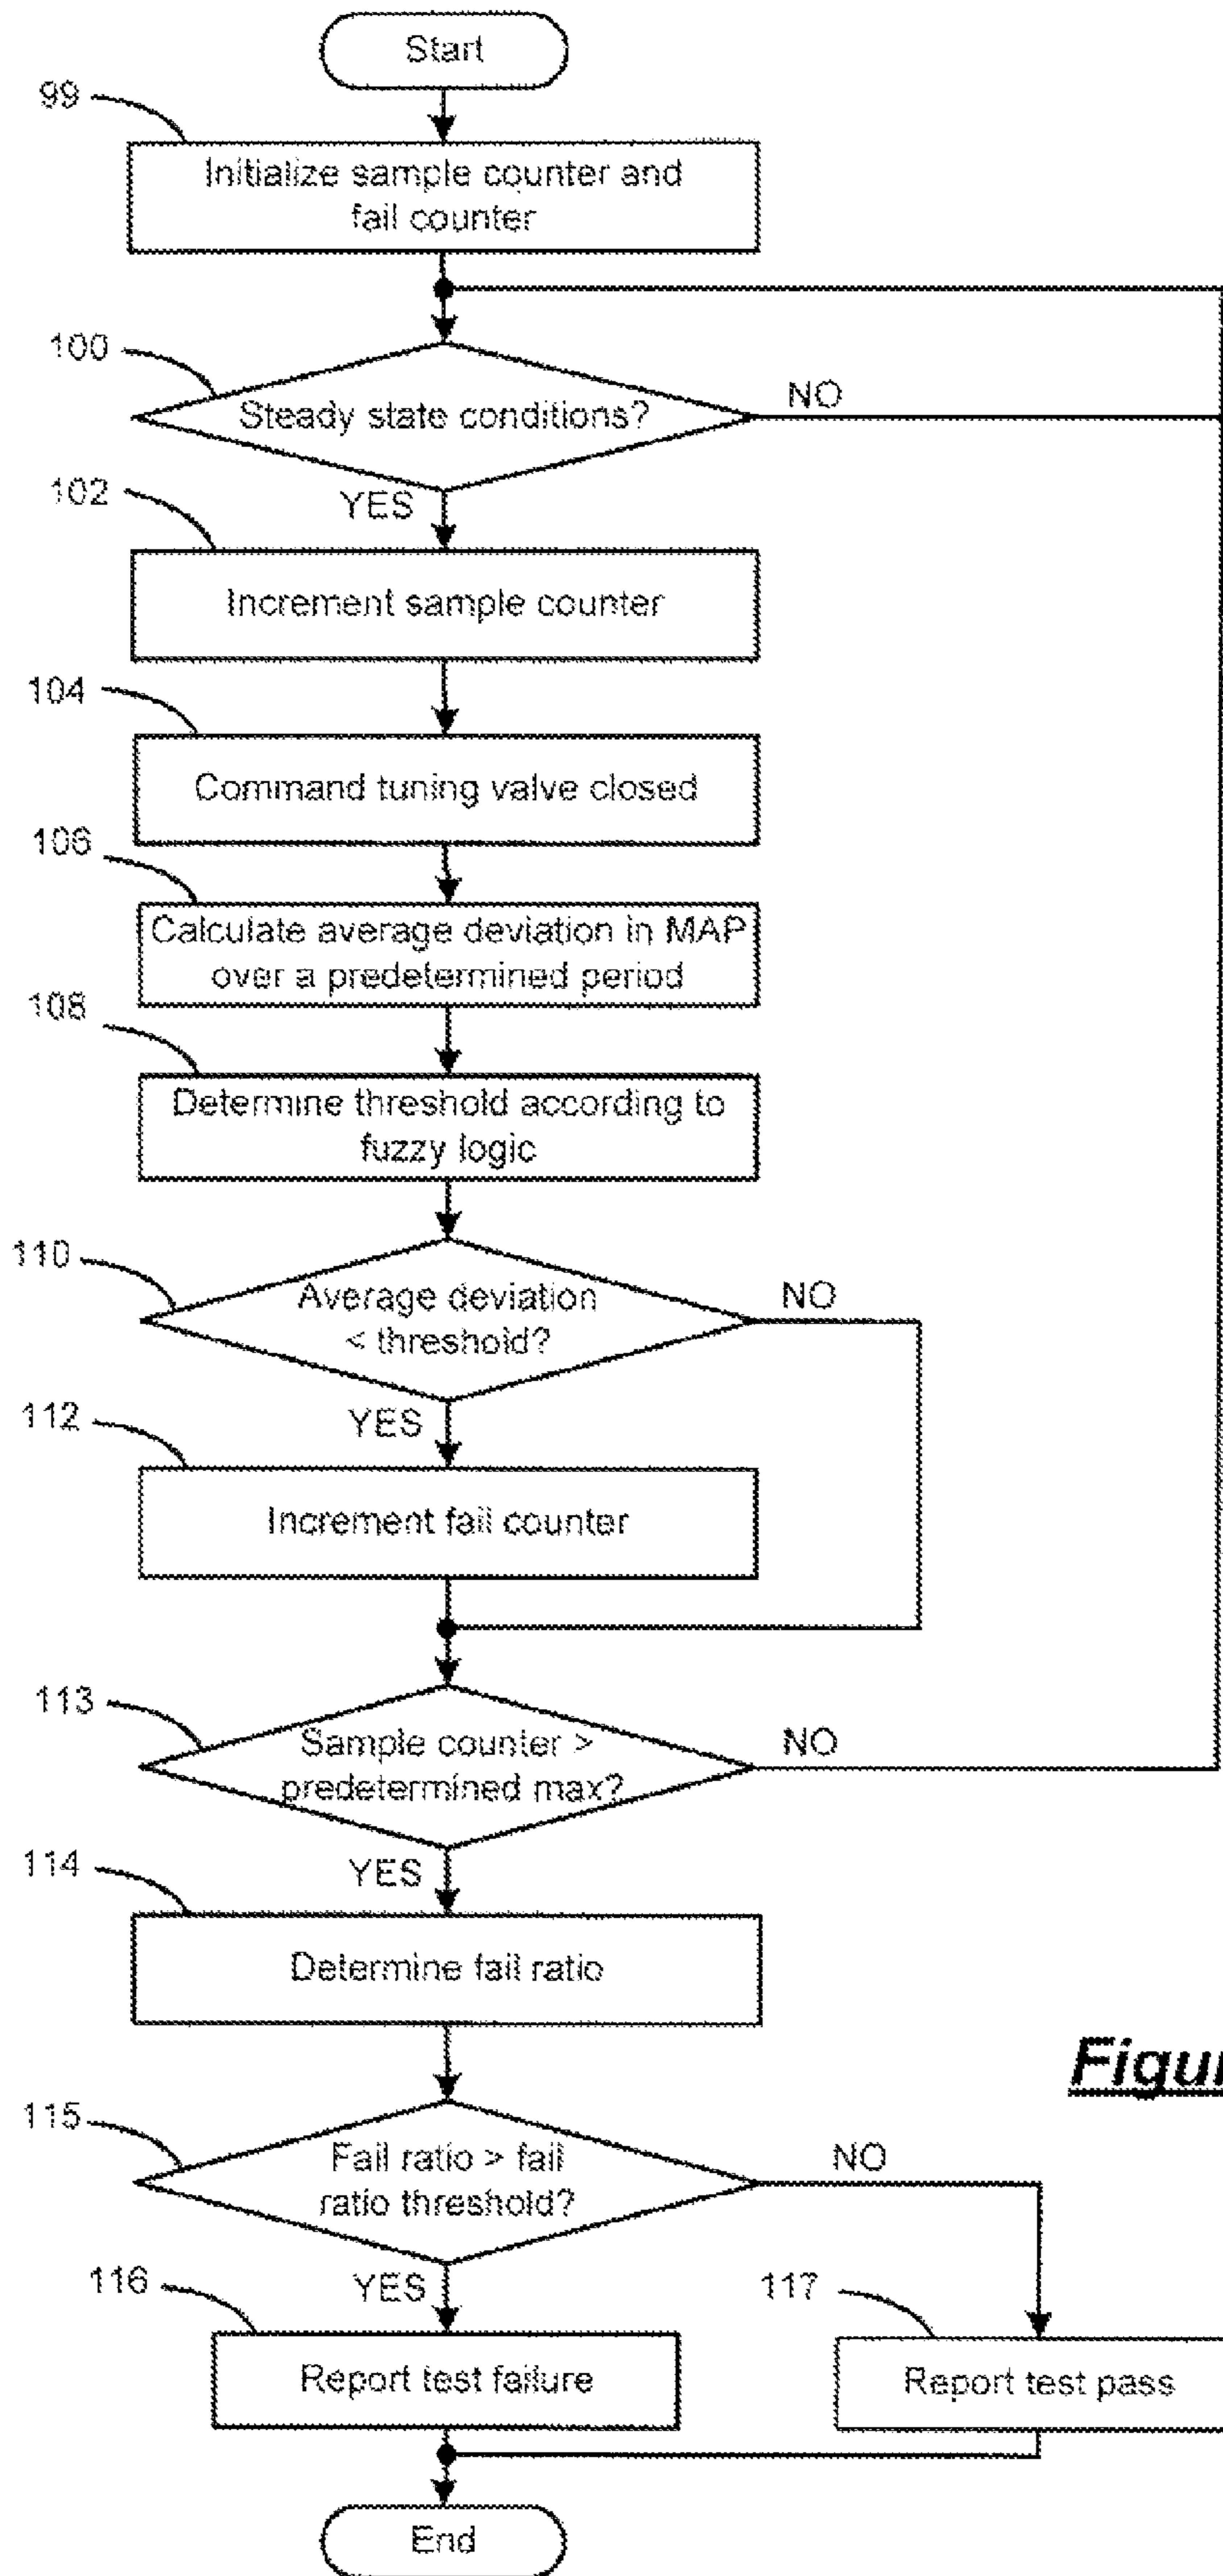 Start
99
Initialize sample counter and
fail counter
100
Steady state conditions?
NO
YES
102
Increment sample counter
104
Command tuning valve closed
106
Calculate average deviation in MAP
over a predetermined period
108
Determine threshold according to
fuzzy logic
110
Average deviation
< threshold?
NO
YES
112
Increment fail counter
113
Sample counter >
predetermined max?
NO
YES
114
Determine fail ratio
115
Fail ratio > fail
ratio threshold?
NO
YES
116
Report test failure
117
Report test pass
End